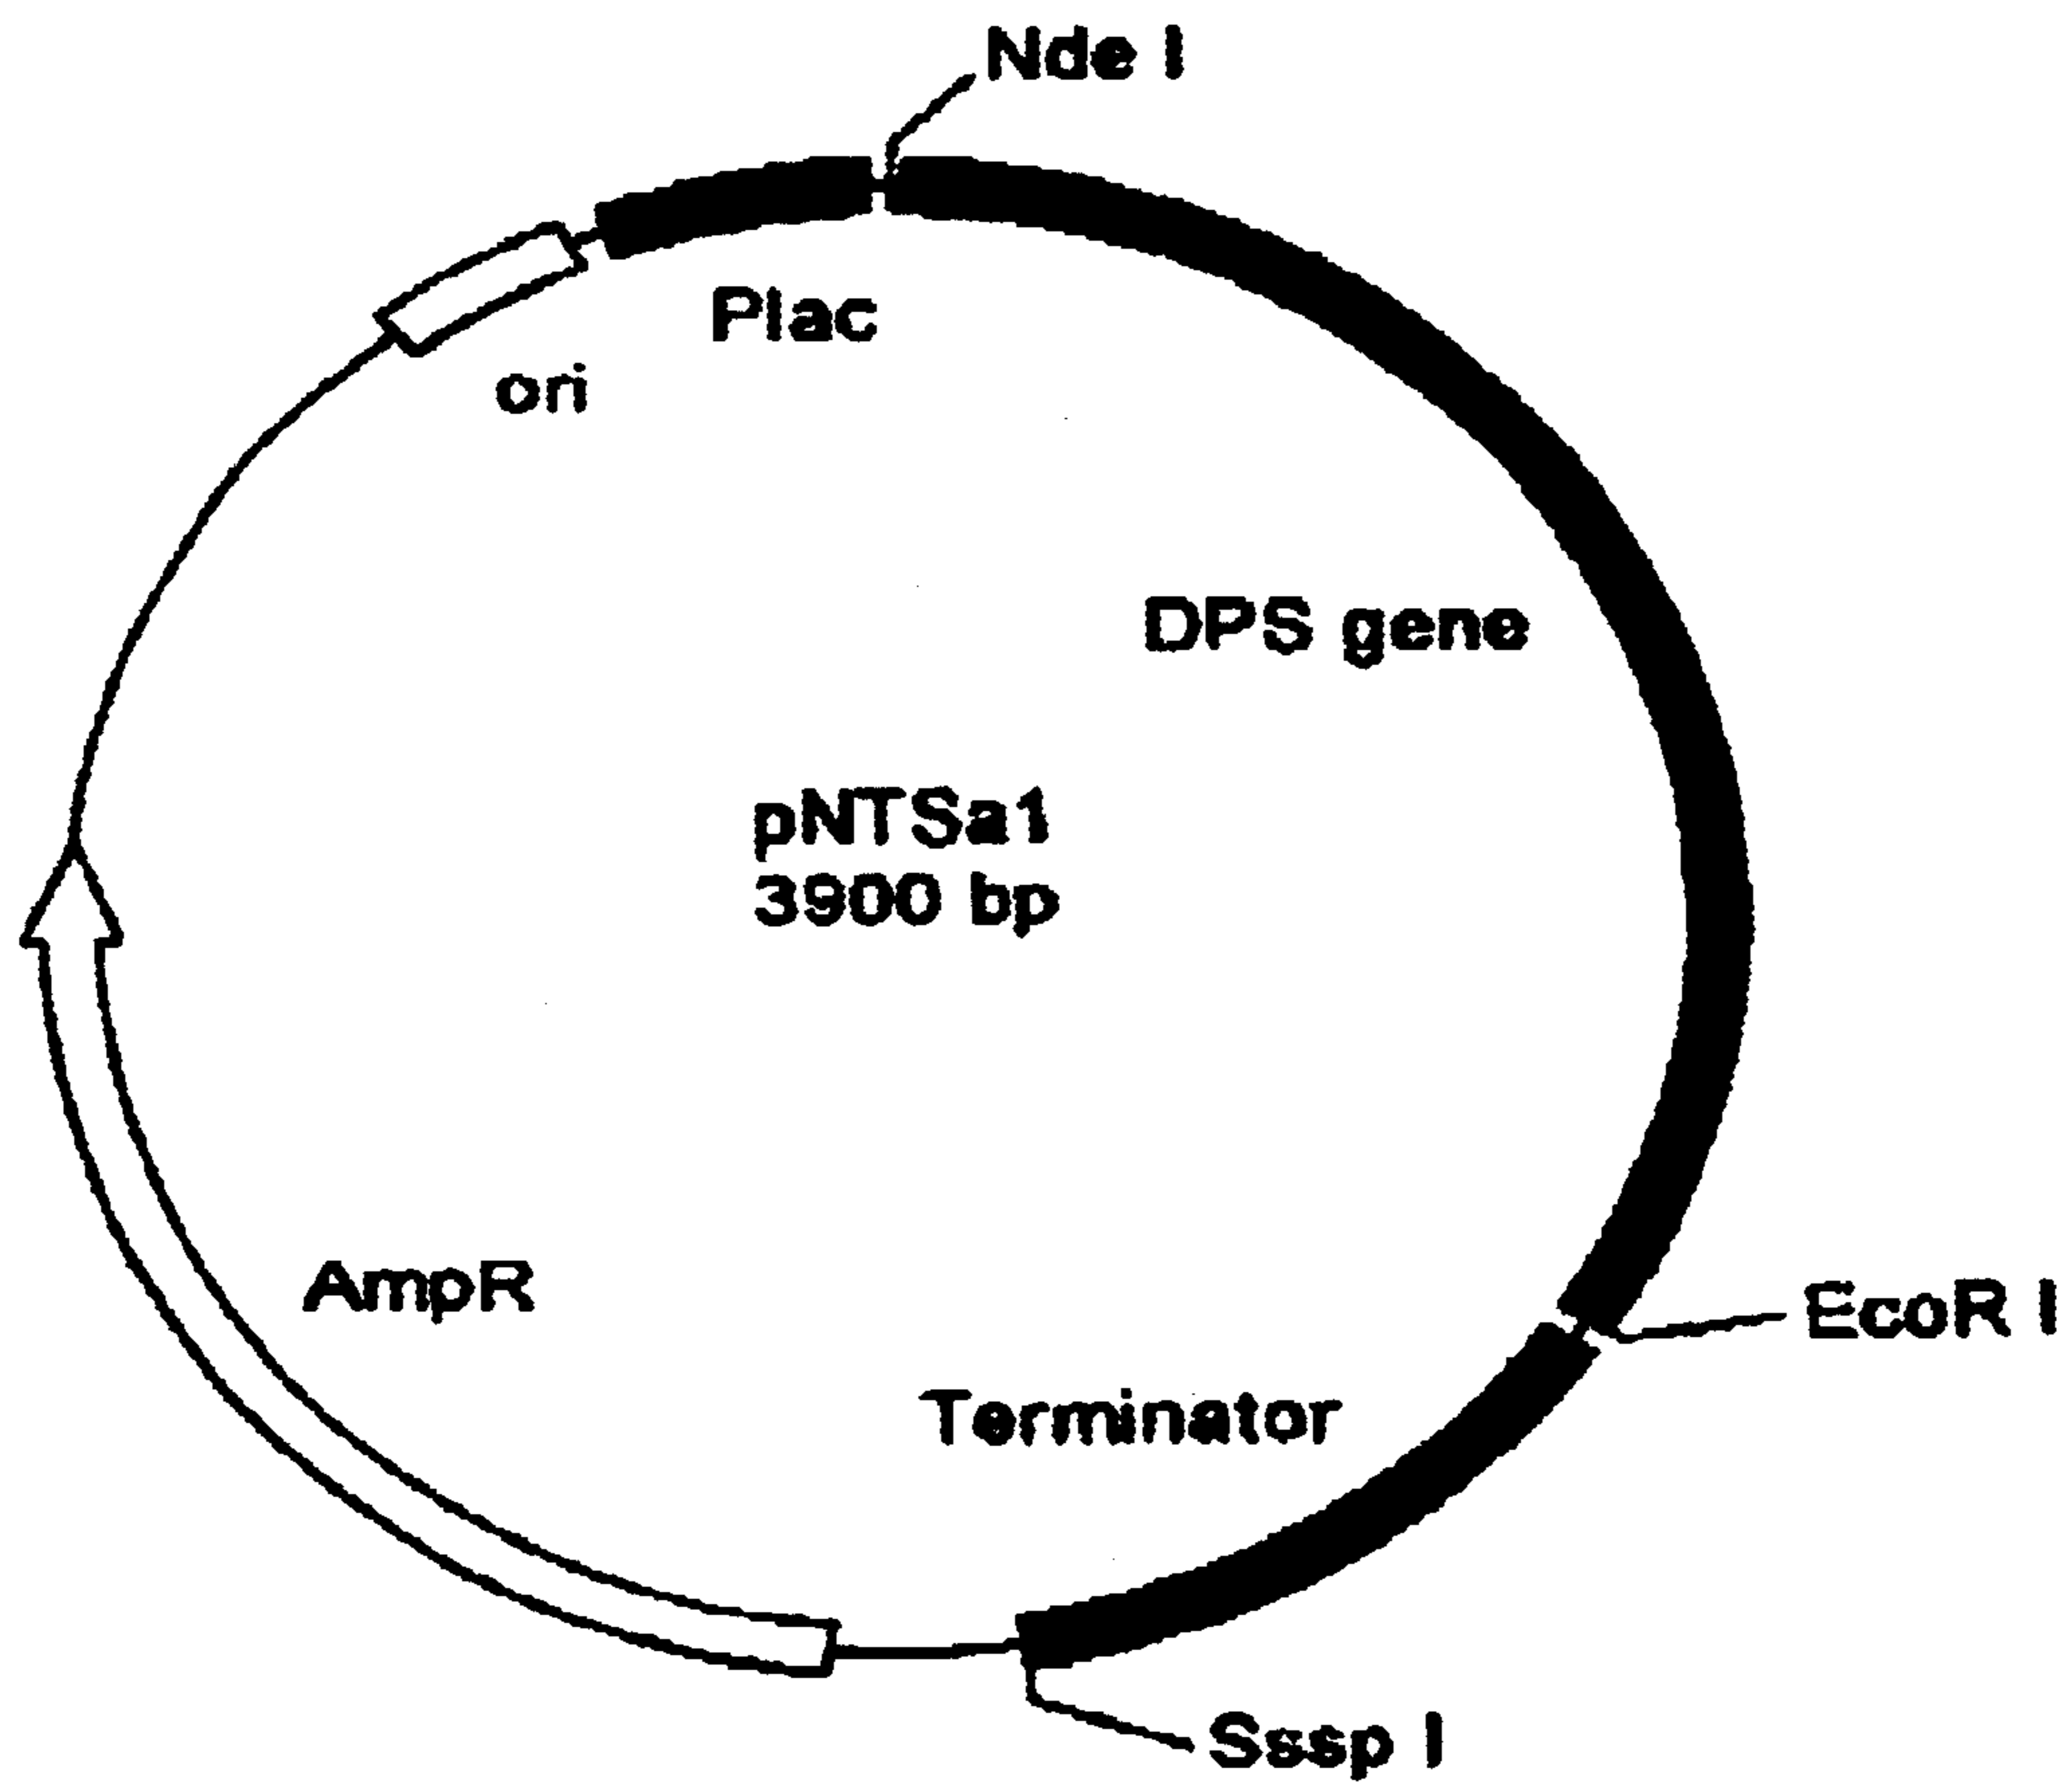 Nde I
Plac
ori
DPS gene
pNTSa1
3900 bp
AmpR
EcoR I
Terminator
Sssp I